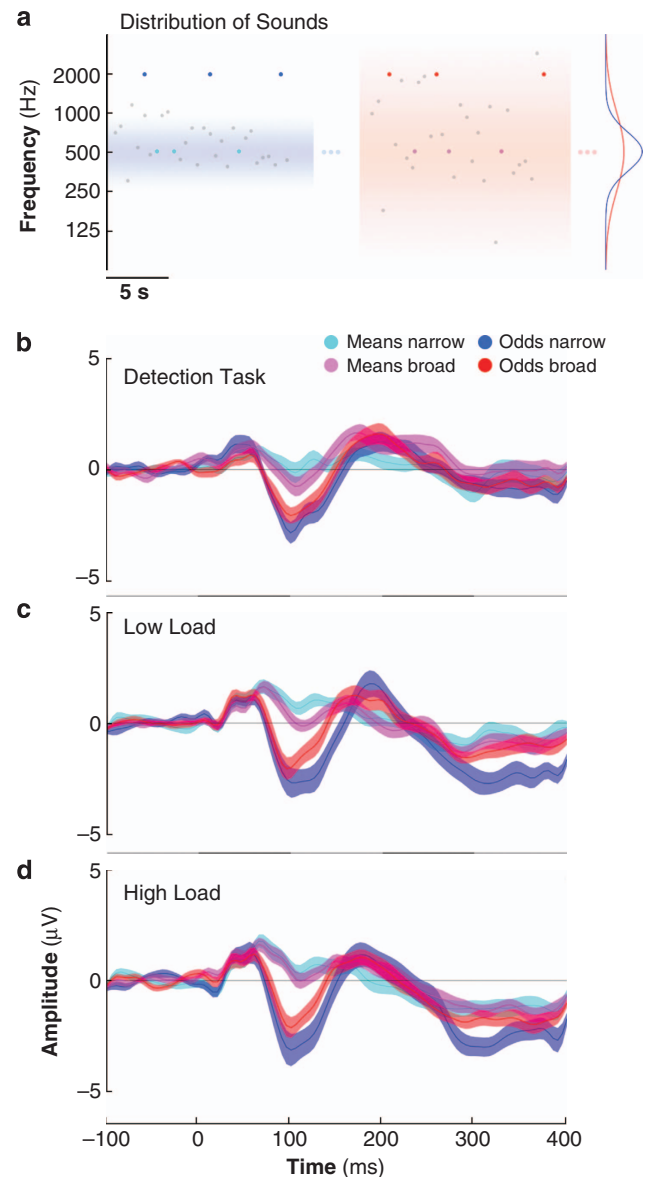 a
Distribution of Sounds
Frequency (Hz)
2000
1000
500
250
125
5 s
b
Means narrow
Odds narrow
Means broad
Odds broad
Detection Task
5
0
–5
c
Low Load
5
0
–5
d
High Load
5
0
–5
Amplitude (μV)
–100 0 100 200 300 400
Time (ms)